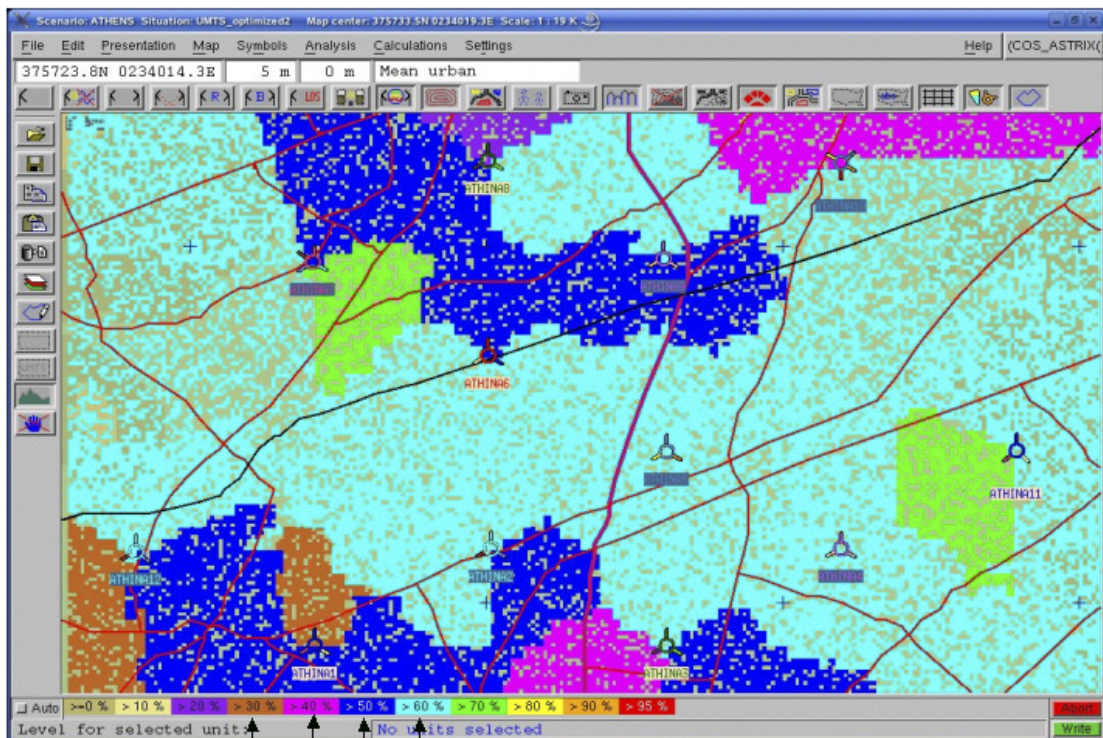 Scenario: ATHENS Situation: UMTS_optimized2 Map center: 375733.5N 0234019.3E Scale: 1 : 19 K
File Edit Presentation Map Symbols Analysis Calculations Settings Help (COS_ASTRIX(
375723.8N 0234014.3E 5 m 0 m Mean urban
LOS
ATHINA8
ATHINA6
ATHINA11
ATHINA12
ATHINA2
ATHINA1
ATHINA3
Auto >=0 % > 10 % > 20 % > 30 % > 40 % > 50 % > 60 % > 70 % > 80 % > 90 % > 95 % Abort
Level for selected unit: No units selected Write